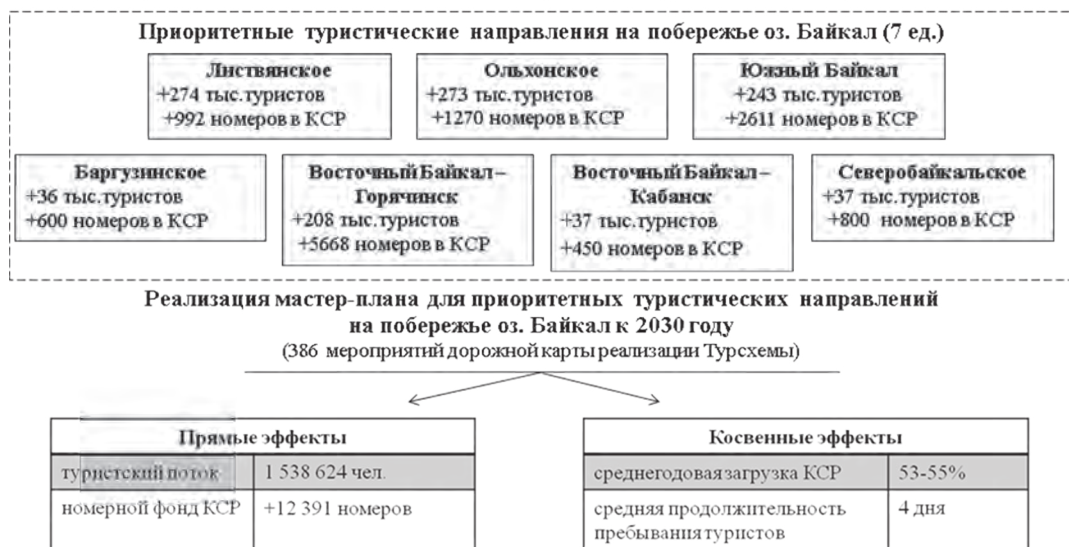 Приоритетные туристические направления на побережье оз. Байкал (7 ед.)
Листвянское
+274 тыс.туристов
+992 номеров в КСР
Ольхонское
+273 тыс.туристов
+1270 номеров в КСР
Южный Байкал
+243 тыс.туристов
+2611 номеров в КСР
Баргузинское
+36 тыс.туристов
+600 номеров в КСР
Восточный Байкал –
Горячинск
+208 тыс.туристов
+5668 номеров в КСР
Восточный Байкал –
Кабанск
+37 тыс.туристов
+450 номеров в КСР
Северобайкальское
+37 тыс.туристов
+800 номеров в КСР
Реализация мастер-плана для приоритетных туристических направлений
на побережье оз. Байкал к 2030 году
(386 мероприятий дорожной карты реализации Турсхемы)
Прямые эффекты
туристский поток 1 538 624 чел.
номерной фонд КСР +12 391 номеров
Косвенные эффекты
среднегодовая загрузка КСР 53-55%
средняя продолжительность 4 дня
пребывания туристов